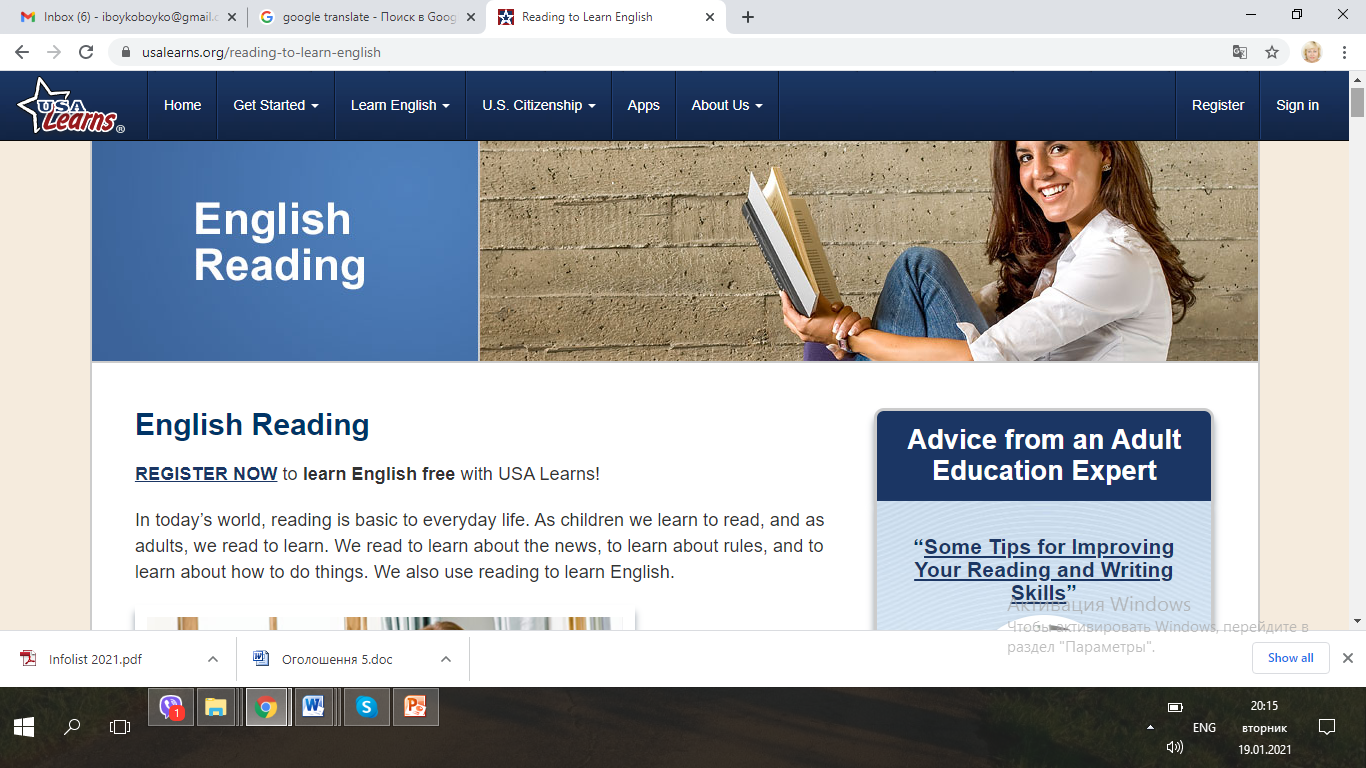 Inbox (6) - iboykoboyko@gmail.c
google translate - Поиск в Goog
Reading to Learn English
usalearns.org/reading-to-learn-english
USA Learns®
Home
Get Started
Learn English
U.S. Citizenship
Apps
About Us
Register
Sign in
English
Reading
English Reading
REGISTER NOW to learn English free with USA Learns!
In today’s world, reading is basic to everyday life. As children we learn to read, and as
adults, we read to learn. We read to learn about the news, to learn about rules, and to
learn about how to do things. We also use reading to learn English.
Advice from an Adult
Education Expert
“Some Tips for Improving
Your Reading and Writing
Skills”
Активация Windows
Чтобы активировать Windows, перейдите в
раздел "Параметры".
Infolist 2021.pdf
Оголошення 5.doc
Show all
1
ENG
20:15
вторник
19.01.2021